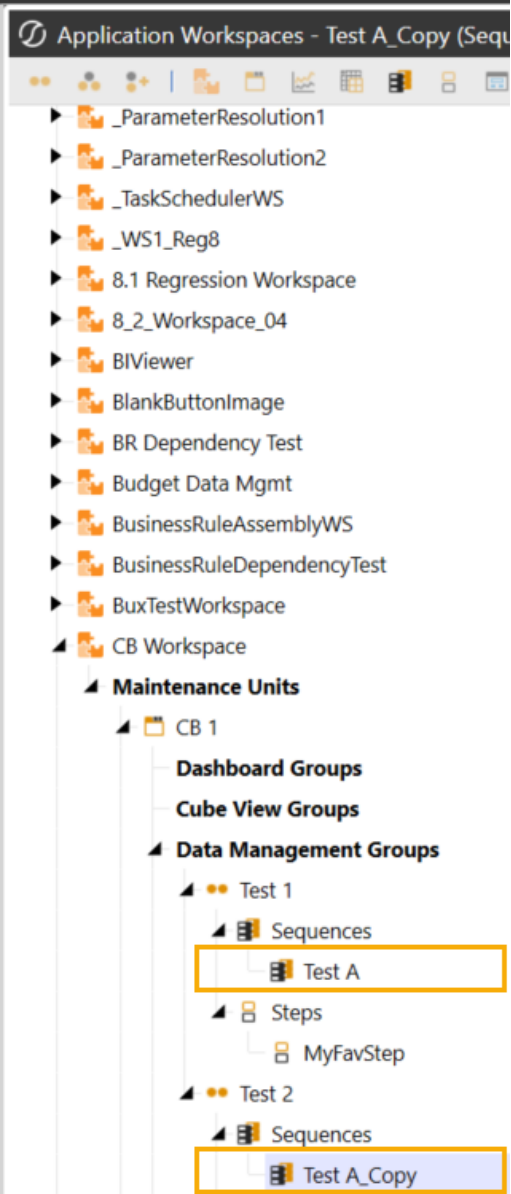 Application Workspaces - Test A_Copy (Sequ
_ParameterResolution1
_ParameterResolution2
_TaskSchedulerWS
_WS1_Reg8
8.1 Regression Workspace
8_2_Workspace_04
BIViewer
BlankButtonImage
BR Dependency Test
Budget Data Mgmt
BusinessRuleAssemblyWS
BusinessRuleDependencyTest
BuxTestWorkspace
CB Workspace
Maintenance Units
CB 1
Dashboard Groups
Cube View Groups
Data Management Groups
Test 1
Sequences
Test A
Steps
MyFavStep
Test 2
Sequences
Test A_Copy